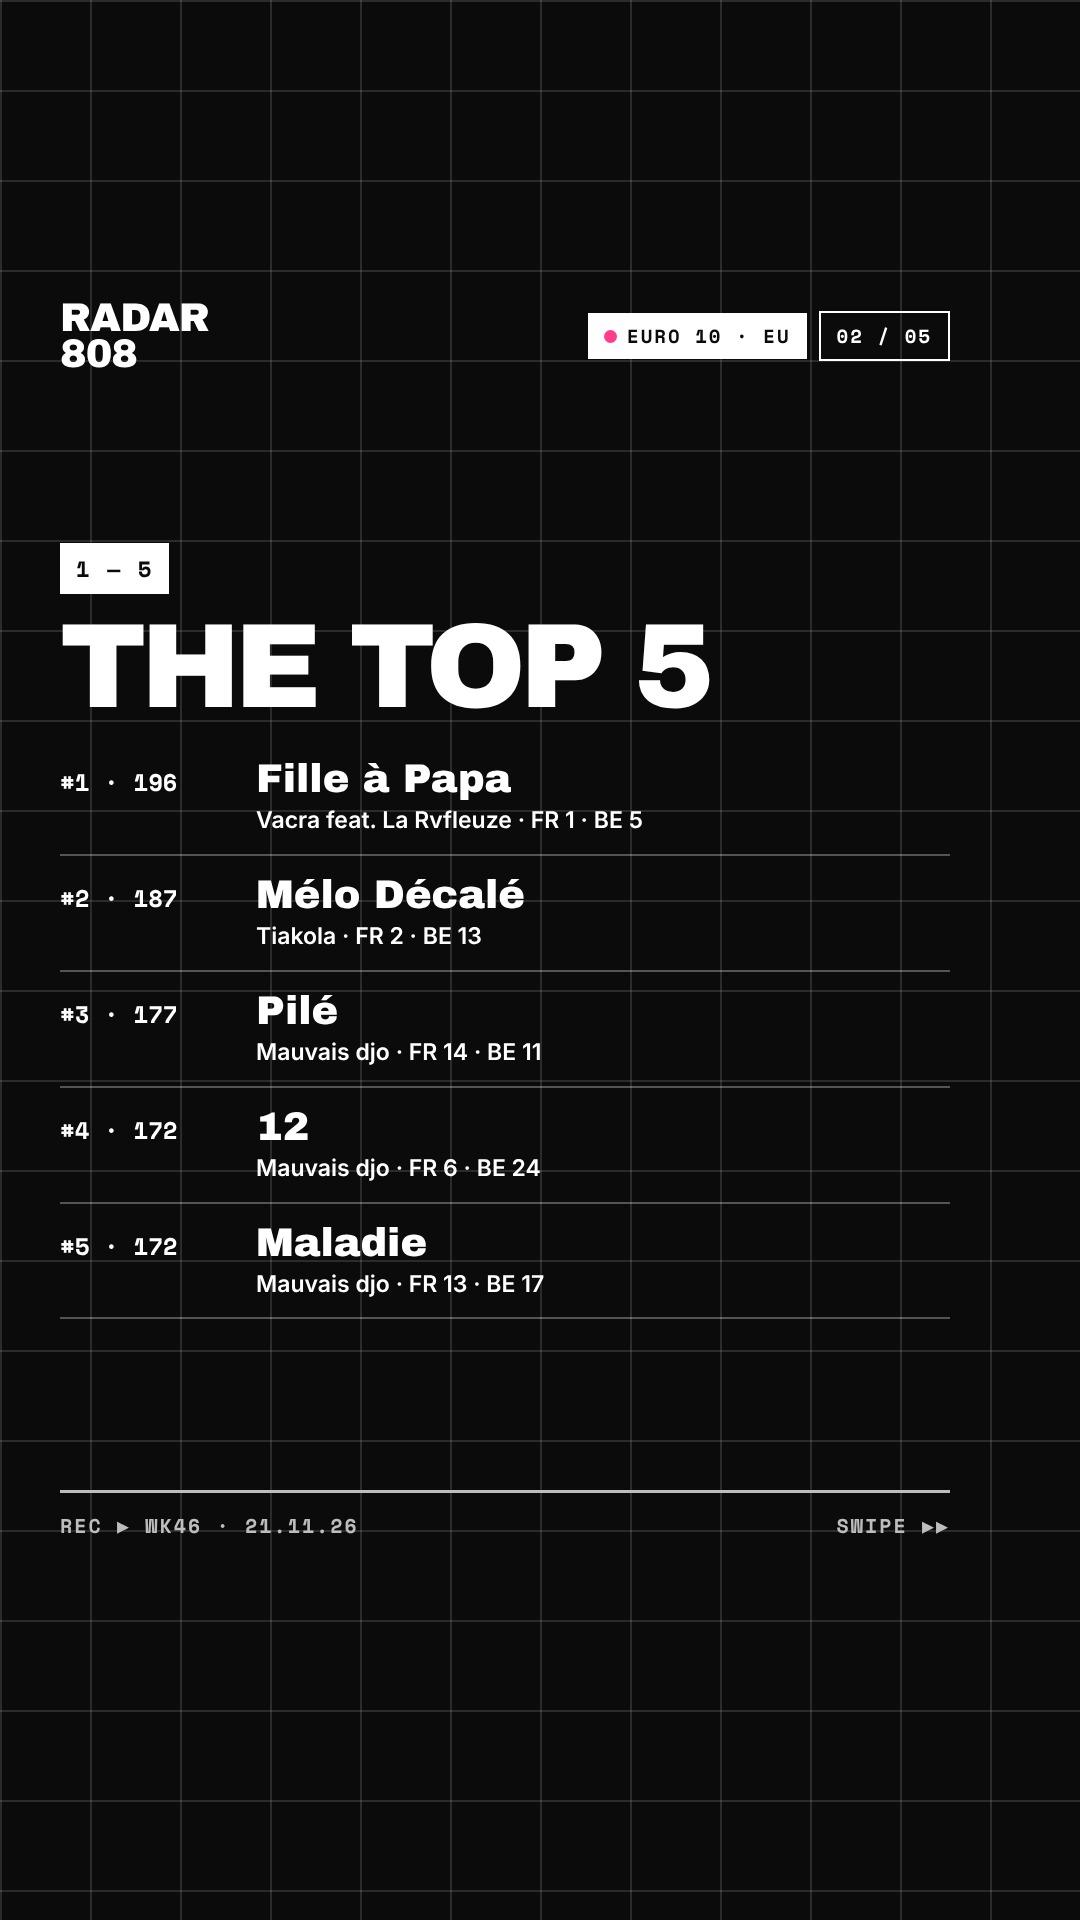 RADAR
808
EURO 10 · EU
02 / 05
1 — 5
THE TOP 5
#1 · 196
Fille à Papa
Vacra feat. La Rvfleuze · FR 1 · BE 5
#2 · 187
Mélo Décalé
Tiakola · FR 2 · BE 13
#3 · 177
Pilé
Mauvais djo · FR 14 · BE 11
#4 · 172
12
Mauvais djo · FR 6 · BE 24
#5 · 172
Maladie
Mauvais djo · FR 13 · BE 17
REC ▶ WK46 · 21.11.26
SWIPE ▶▶